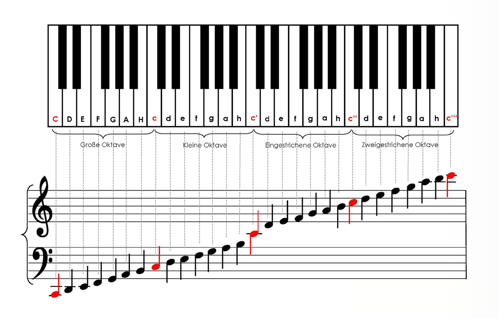 C D E F G A H c d e f g a h c' d e f g a h c'' d e f g a h c'''
Große Oktave Kleine Oktave Eingestrichene Oktave Zweigestrichene Oktave